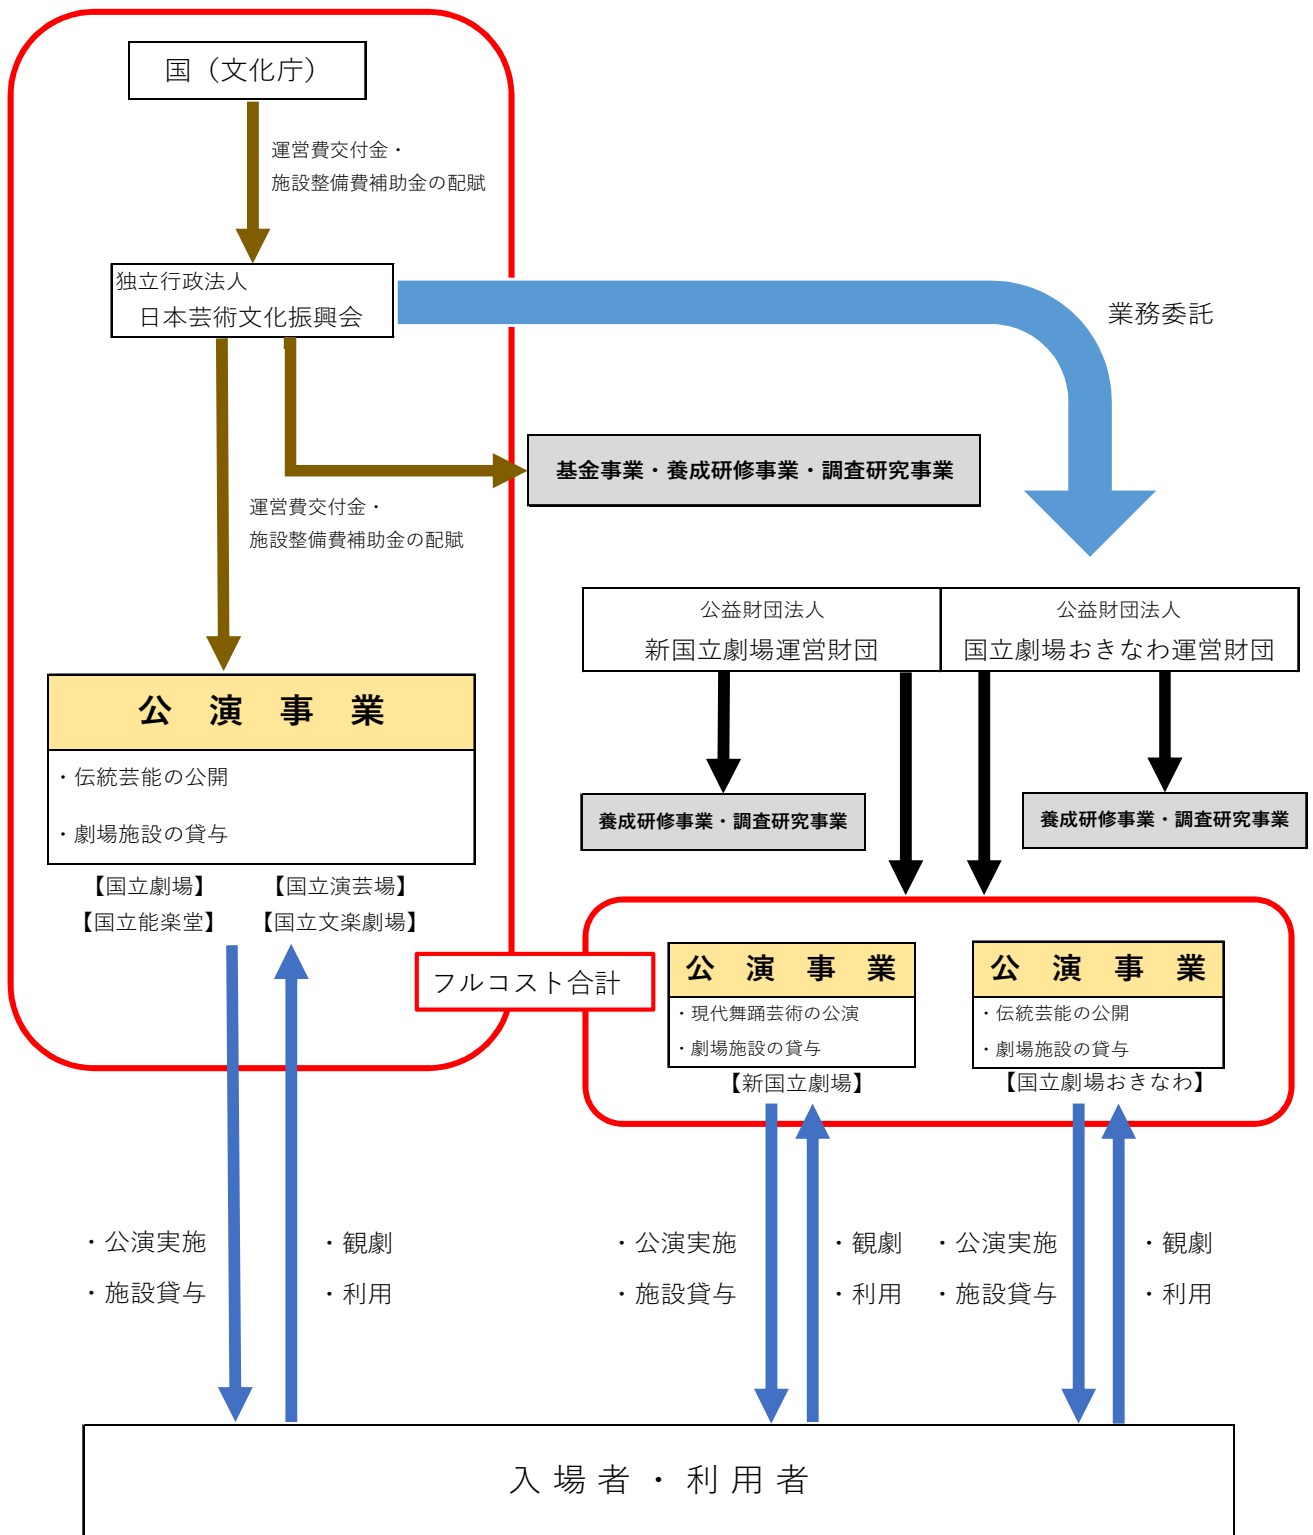 国（文化庁）
運営費交付金・
施設整備費補助金の配賦
独立行政法人
日本芸術文化振興会
業務委託
基金事業・養成研修事業・調査研究事業
運営費交付金・
施設整備費補助金の配賦
公益財団法人
新国立劇場運営財団
公益財団法人
国立劇場おきなわ運営財団
公　演　事　業
・伝統芸能の公開
・劇場施設の貸与
【国立劇場】　【国立演芸場】
【国立能楽堂】　【国立文楽劇場】
養成研修事業・調査研究事業
養成研修事業・調査研究事業
フルコスト合計
公　演　事　業
・現代舞踊芸術の公演
・劇場施設の貸与
【新国立劇場】
公　演　事　業
・伝統芸能の公開
・劇場施設の貸与
【国立劇場おきなわ】
・公演実施
・施設貸与
・観劇
・利用
・公演実施
・施設貸与
・観劇
・利用
・公演実施
・施設貸与
・観劇
・利用
入場者・利用者